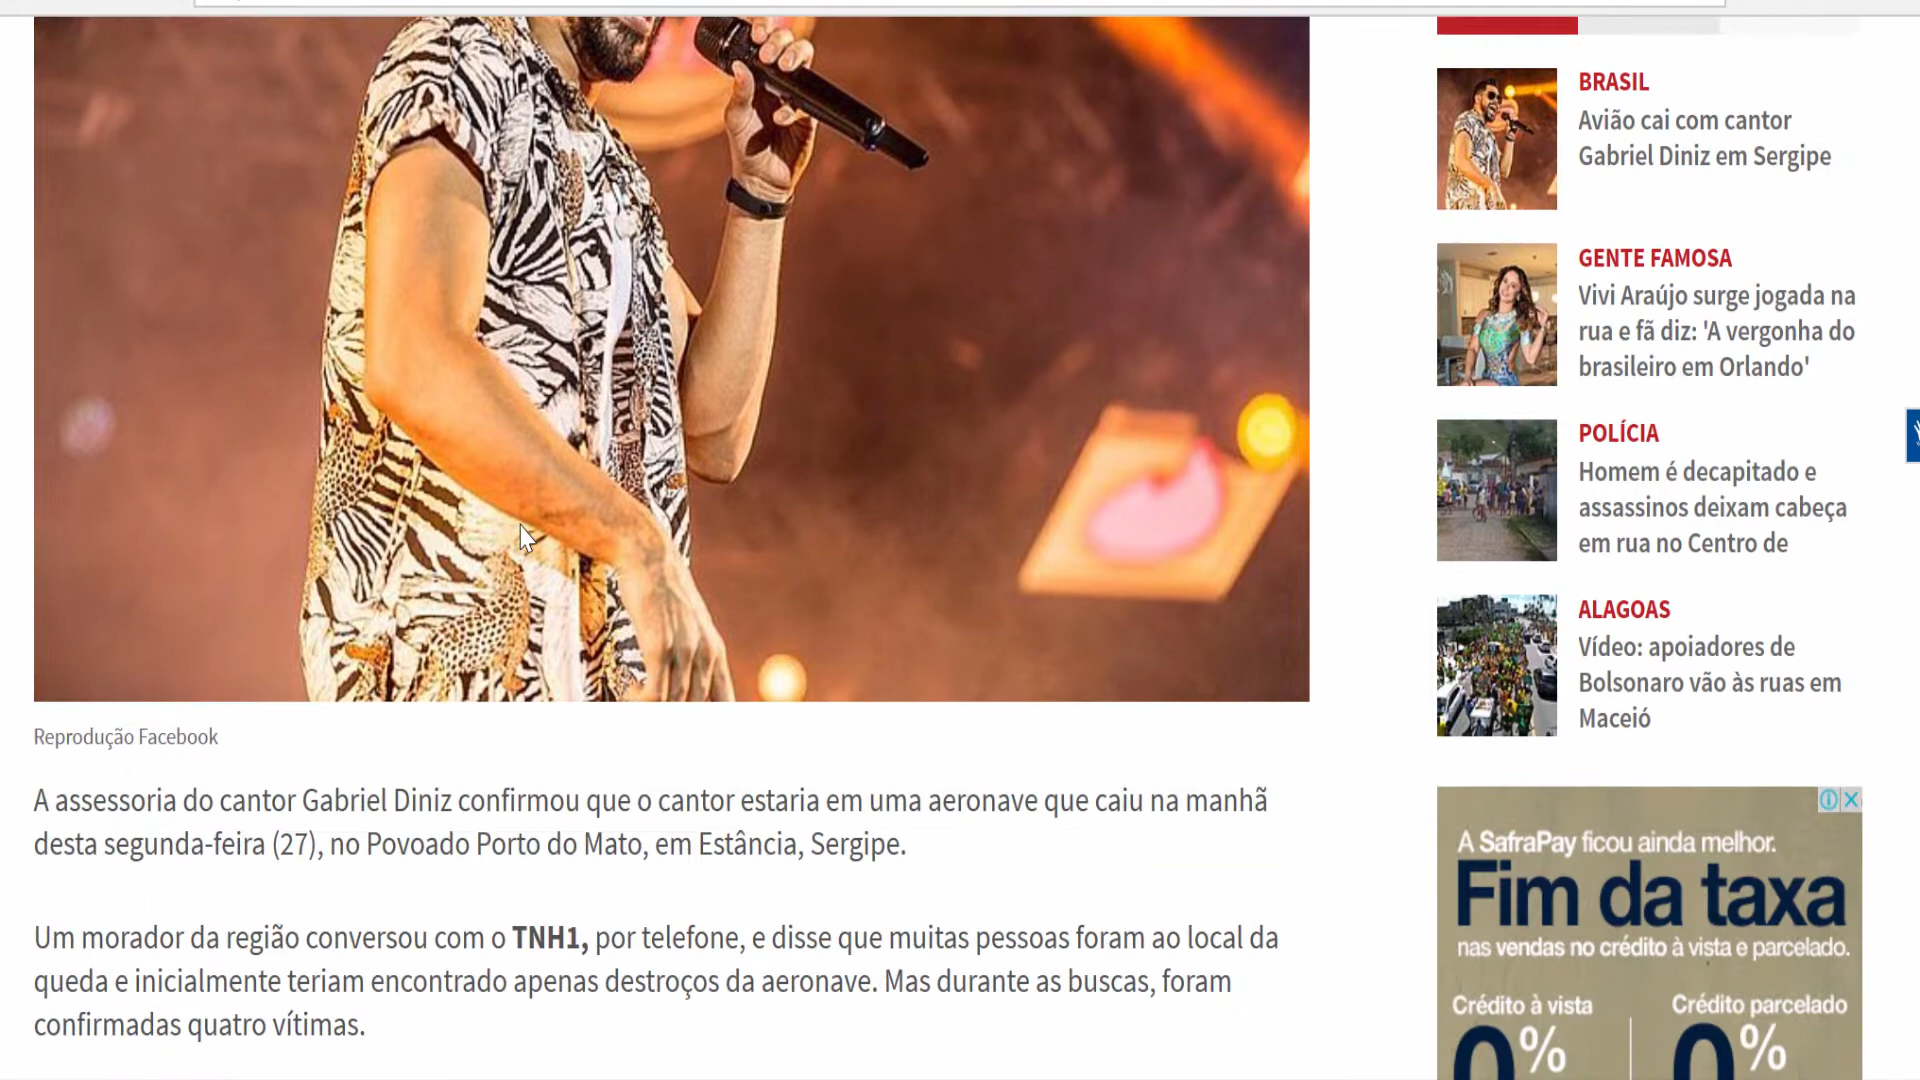 Reprodução Facebook
A assessoria do cantor Gabriel Diniz confirmou que o cantor estaria em uma aeronave que caiu na manhã
desta segunda-feira (27), no Povoado Porto do Mato, em Estância, Sergipe.
Um morador da região conversou com o TNH1, por telefone, e disse que muitas pessoas foram ao local da
queda e inicialmente teriam encontrado apenas destroços da aeronave. Mas durante as buscas, foram
confirmadas quatro vítimas.
BRASIL
Avião cai com cantor
Gabriel Diniz em Sergipe
GENTE FAMOSA
Vivi Araújo surge jogada na
rua e fã diz: 'A vergonha do
brasileiro em Orlando'
POLÍCIA
Homem é decapitado e
assassinos deixam cabeça
em rua no Centro de
ALAGOAS
Vídeo: apoiadores de
Bolsonaro vão às ruas em
Maceió
A SafraPay ficou ainda melhor.
Fim da taxa
nas vendas no crédito à vista e parcelado.
Crédito à vista
0%
Crédito parcelado
0%